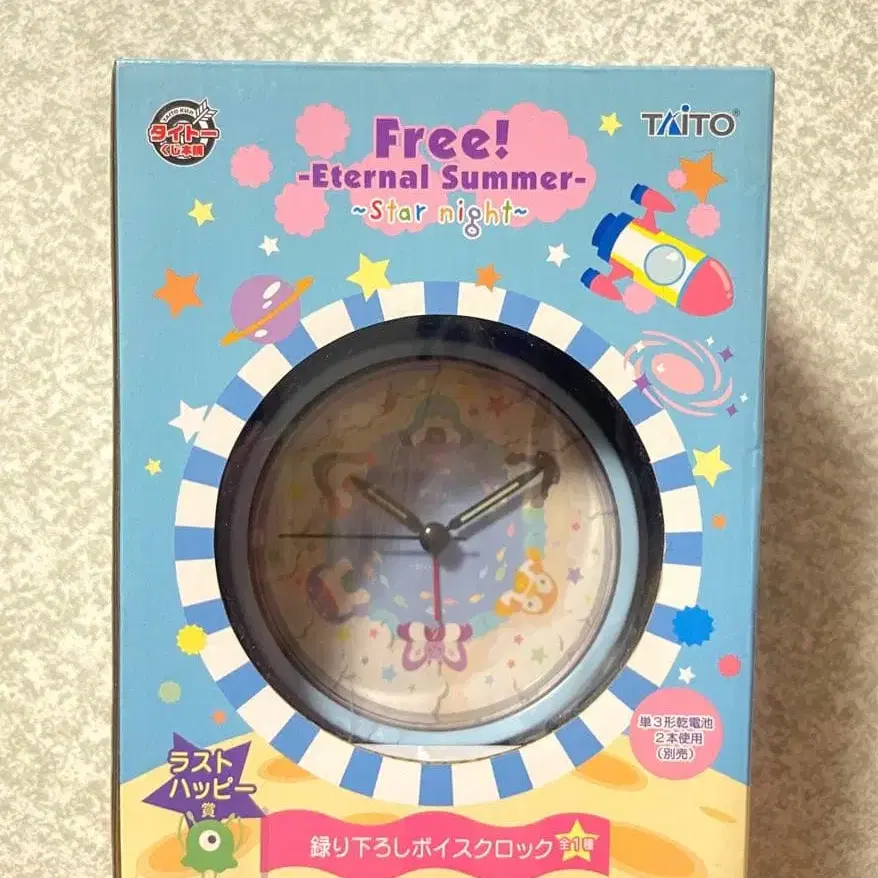 TAITO KUJI
タイトー
くじ本舗
TAITO®
Free!
-Eternal Summer-
~Star night~
単3形乾電池
2本使用
(別売)
ラスト
ハッピー
賞
録り下ろしボイスクロック 全1種